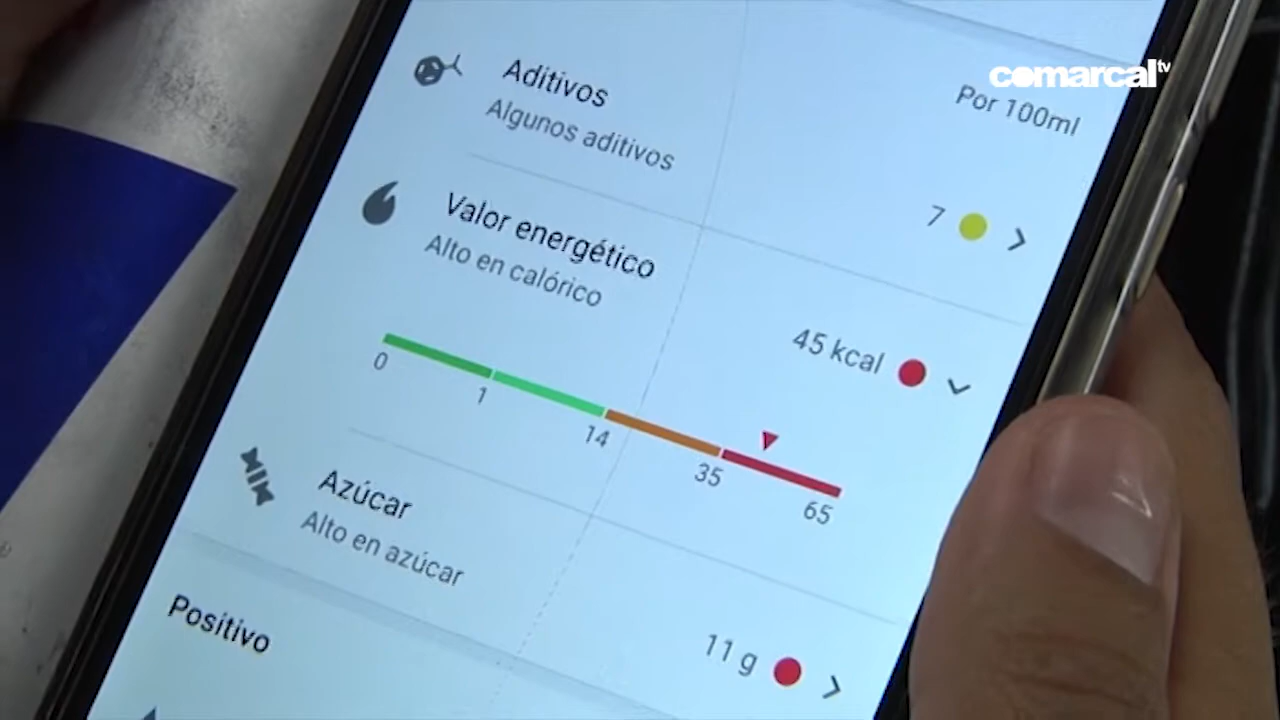 comarcal tv
Por 100ml
Aditivos
Algunos aditivos
7
Valor energético
Alto en calórico
45 kcal
0
1
14
35
65
Azúcar
Alto en azúcar
11 g
Positivo